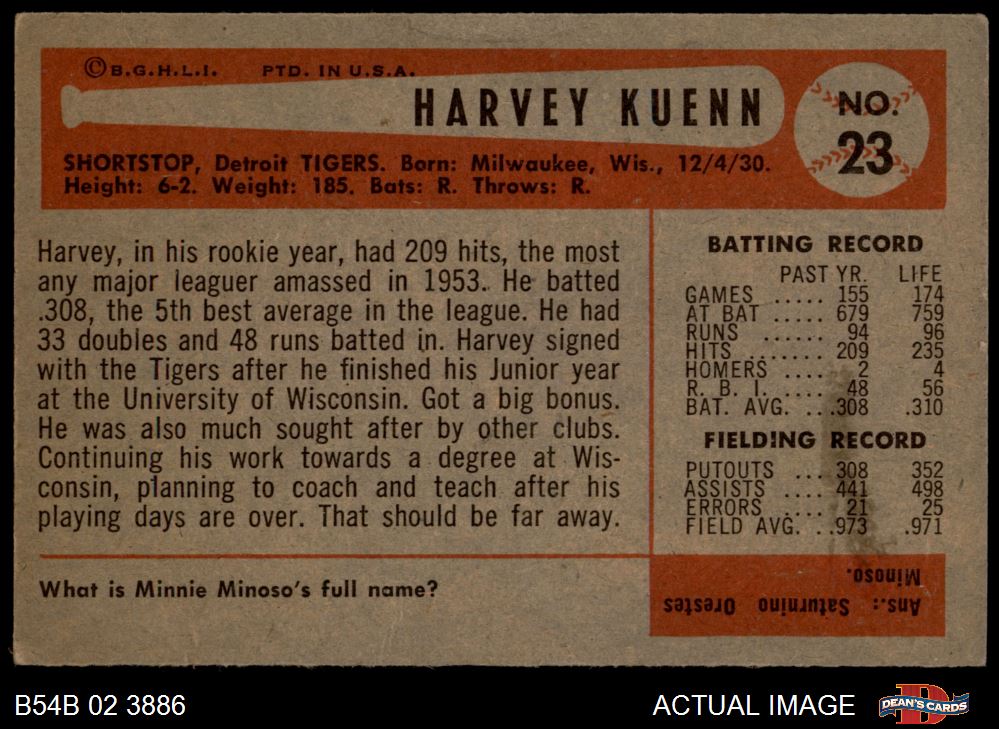 ©B.G.H.L.I. PTD. IN U.S.A.
HARVEY KUENN
NO.
23
SHORTSTOP, Detroit TIGERS. Born: Milwaukee, Wis., 12/4/30.
Height: 6-2. Weight: 185. Bats: R. Throws: R.
Harvey, in his rookie year, had 209 hits, the most
any major leaguer amassed in 1953. He batted
.308, the 5th best average in the league. He had
33 doubles and 48 runs batted in. Harvey signed
with the Tigers after he finished his Junior year
at the University of Wisconsin. Got a big bonus.
He was also much sought after by other clubs.
Continuing his work towards a degree at Wis-
consin, planning to coach and teach after his
playing days are over. That should be far away.
BATTING RECORD
PAST YR. LIFE
GAMES ..... 155 174
AT BAT ..... 679 759
RUNS ...... 94 96
HITS ........ 209 235
HOMERS .... 2 4
R. B. I. .... 48 56
BAT. AVG. ...308 .310
FIELDING RECORD
PUTOUTS ... 308 352
ASSISTS .... 441 498
ERRORS .... 21 25
FIELD AVG. ..973 .971
What is Minnie Minoso's full name?
Ans.: Saturnino Orestes
Minoso.
B54B 02 3886
ACTUAL IMAGE
DEAN'S CARDS